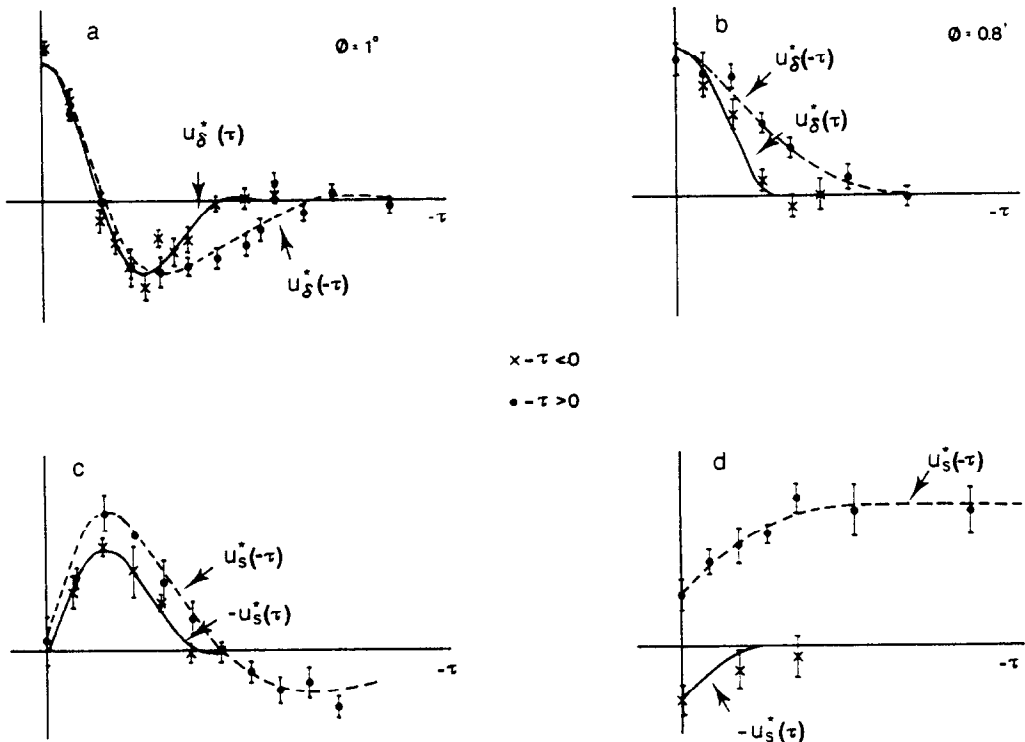 a
Ø = 1°
u*δ(τ)
u*δ(-τ)
-τ
b
Ø = 0.8'
u*δ(-τ)
u*δ(τ)
-τ
× -τ <0
• -τ >0
c
u*s(-τ)
-u*s(τ)
-τ
d
u*s(-τ)
-τ
-u*s(τ)